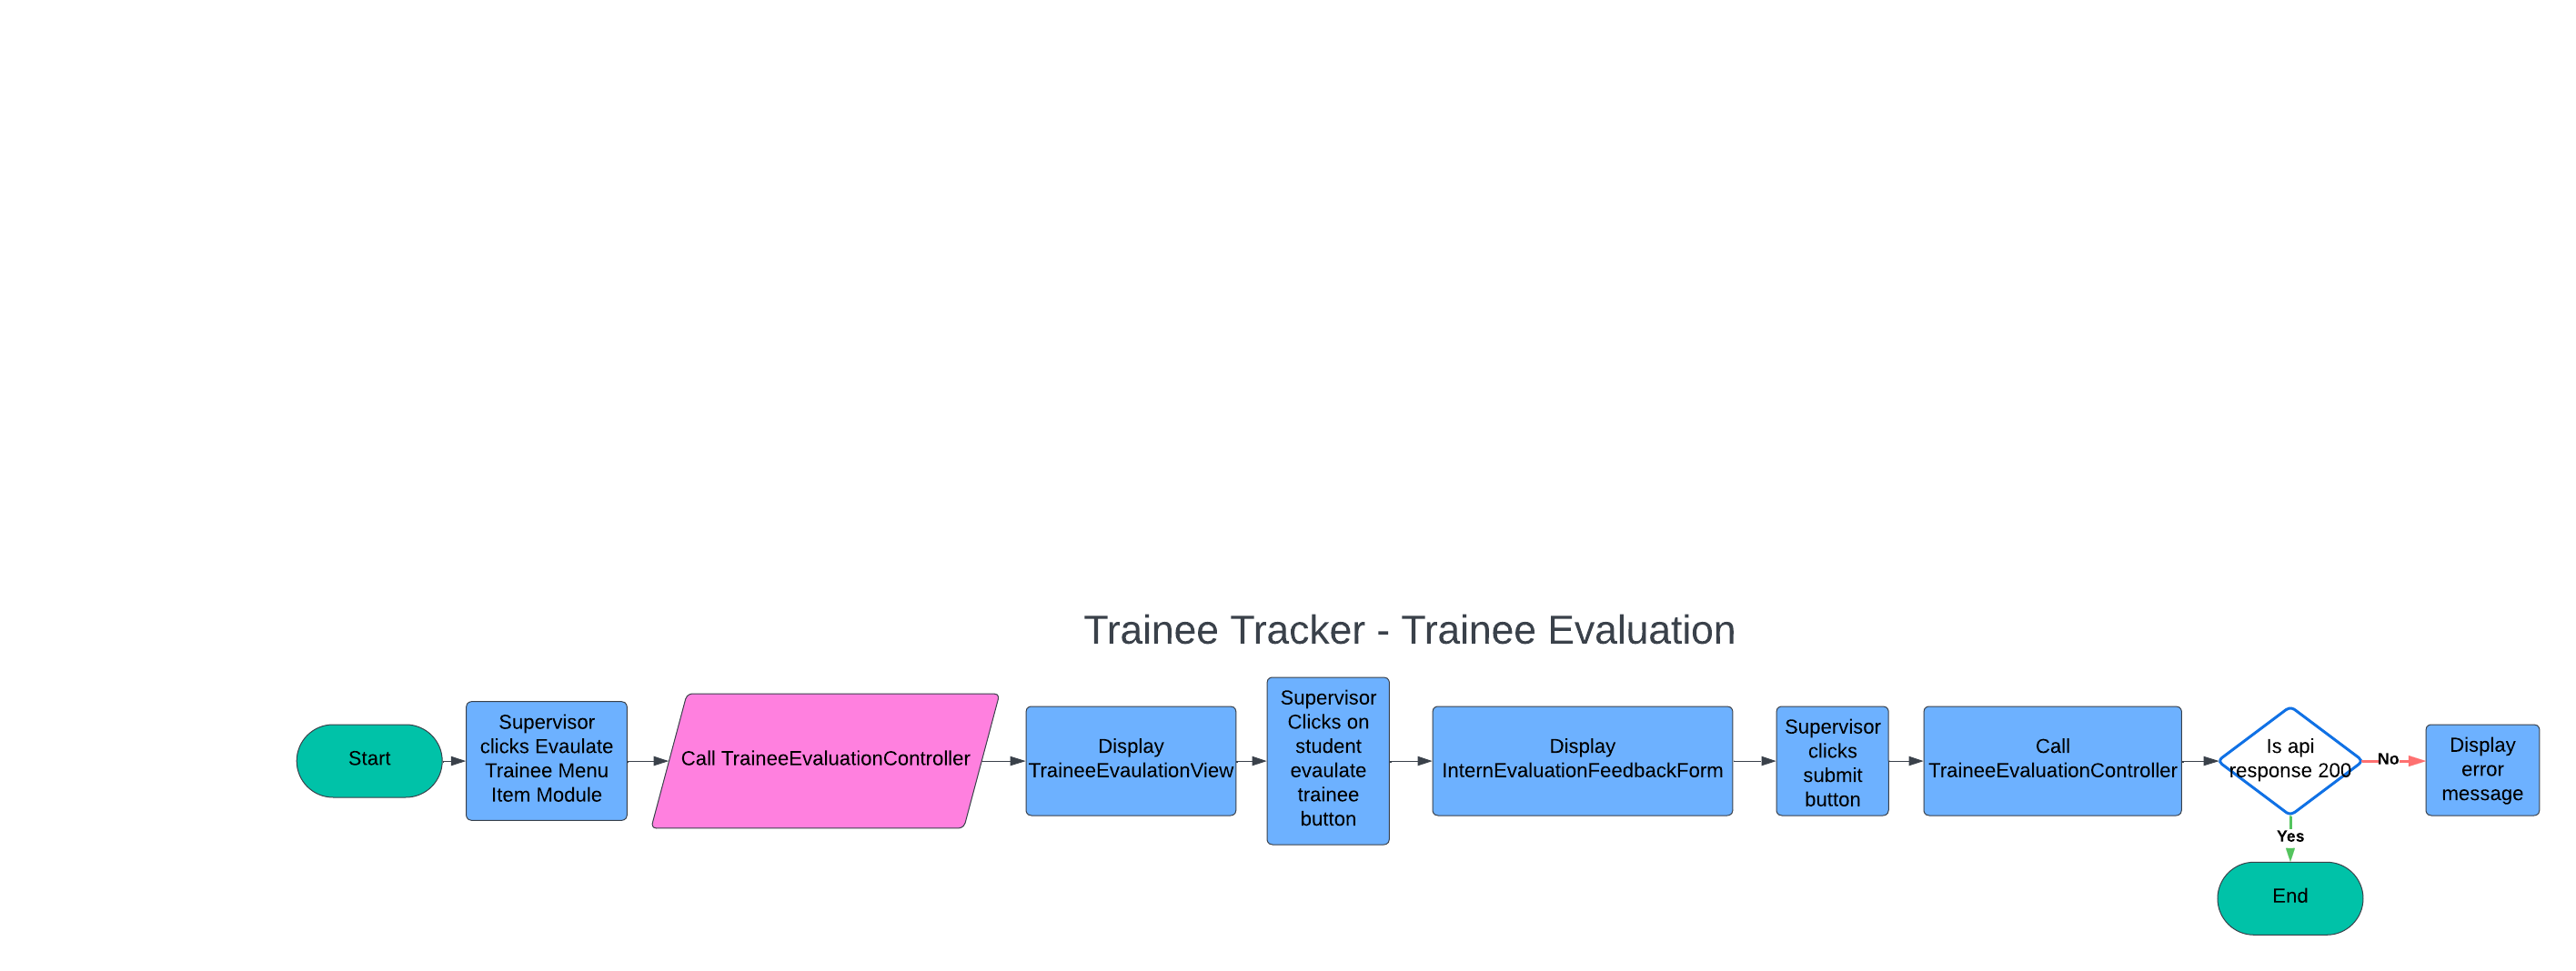 Trainee Tracker - Trainee Evaluation
Start
Supervisor
clicks Evaulate
Trainee Menu
Item Module
Call TraineeEvaluationController
Display
TraineeEvaulationView
Supervisor
Clicks on
student
evaulate
trainee
button
Display
InternEvaluationFeedbackForm
Supervisor
clicks
submit
button
Call
TraineeEvaluationController
Is api
response 200
No
Display
error
message
Yes
End